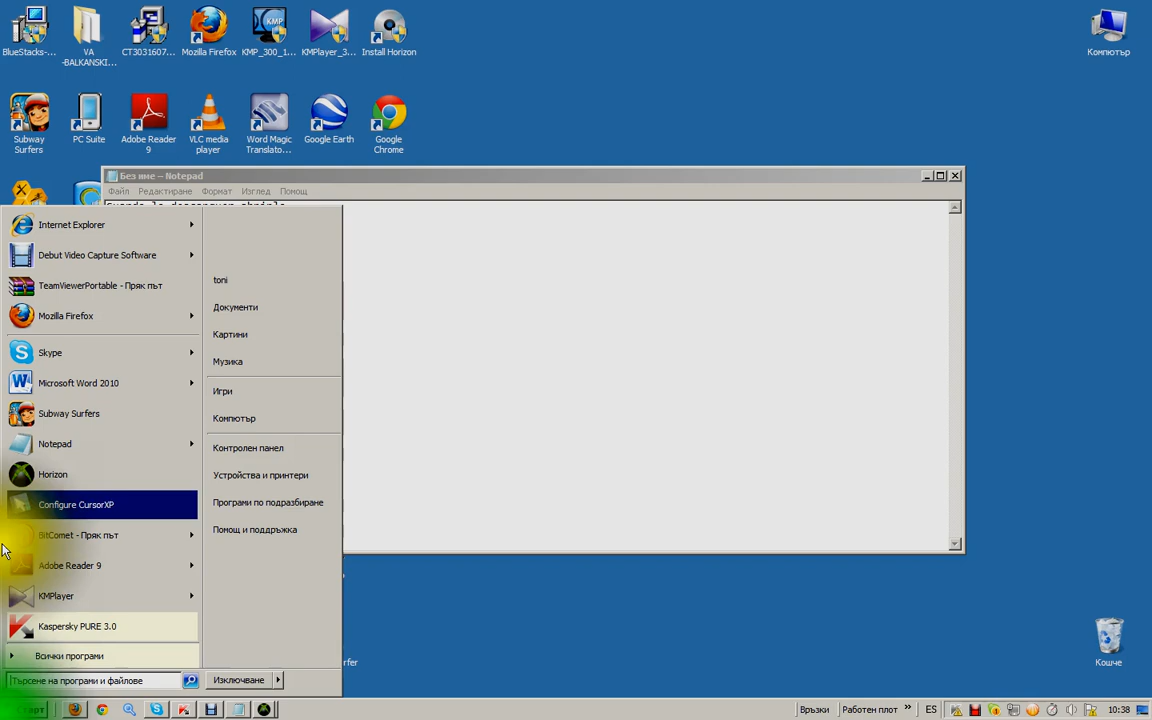 BlueStacks-...
VA
-BALKANSKI...
CT3031607...
Mozilla Firefox
KMP_300_1...
KMPlayer_3...
Install Horizon
Компютър
Subway
Surfers
PC Suite
Adobe Reader
9
VLC media
player
Word Magic
Translato...
Google Earth
Google
Chrome
Без име – Notepad
Файл Редактиране Формат Изглед Помощ
Internet Explorer
Debut Video Capture Software
TeamViewerPortable - Пряк път
Mozilla Firefox
Skype
Microsoft Word 2010
Subway Surfers
Notepad
Horizon
Configure CursorXP
BitComet - Пряк път
Adobe Reader 9
KMPlayer
Kaspersky PURE 3.0
Всички програми
Търсене на програми и файлове
toni
Документи
Картини
Музика
Игри
Компютър
Контролен панел
Устройства и принтери
Програми по подразбиране
Помощ и поддръжка
Изключване
rfer
Кошче
Старт
Връзки
Работен плот
ES
10:38